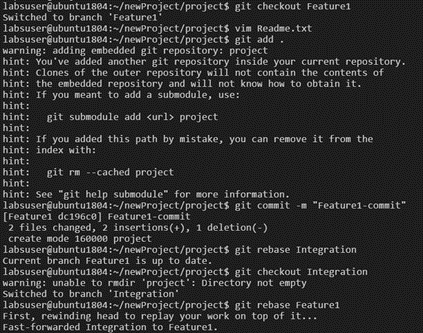 labsuser@ubuntu1804:~/newProject/project$ git checkout Feature1
Switched to branch 'Feature1'
labsuser@ubuntu1804:~/newProject/project$ vim Readme.txt
labsuser@ubuntu1804:~/newProject/project$ git add .
warning: adding embedded git repository: project
hint: You've added another git repository inside your current repository.
hint: Clones of the outer repository will not contain the contents of
hint: the embedded repository and will not know how to obtain it.
hint: If you meant to add a submodule, use:
hint:
hint:   git submodule add <url> project
hint:
hint: If you added this path by mistake, you can remove it from the
hint: index with:
hint:
hint:   git rm --cached project
hint:
hint: See "git help submodule" for more information.
labsuser@ubuntu1804:~/newProject/project$ git commit -m "Feature1-commit"
[Feature1 dc196c0] Feature1-commit
 2 files changed, 2 insertions(+), 1 deletion(-)
 create mode 160000 project
labsuser@ubuntu1804:~/newProject/project$ git rebase Integration
Current branch Feature1 is up to date.
labsuser@ubuntu1804:~/newProject/project$ git checkout Integration
warning: unable to rmdir 'project': Directory not empty
Switched to branch 'Integration'
labsuser@ubuntu1804:~/newProject/project$ git rebase Feature1
First, rewinding head to replay your work on top of it...
Fast-forwarded Integration to Feature1.